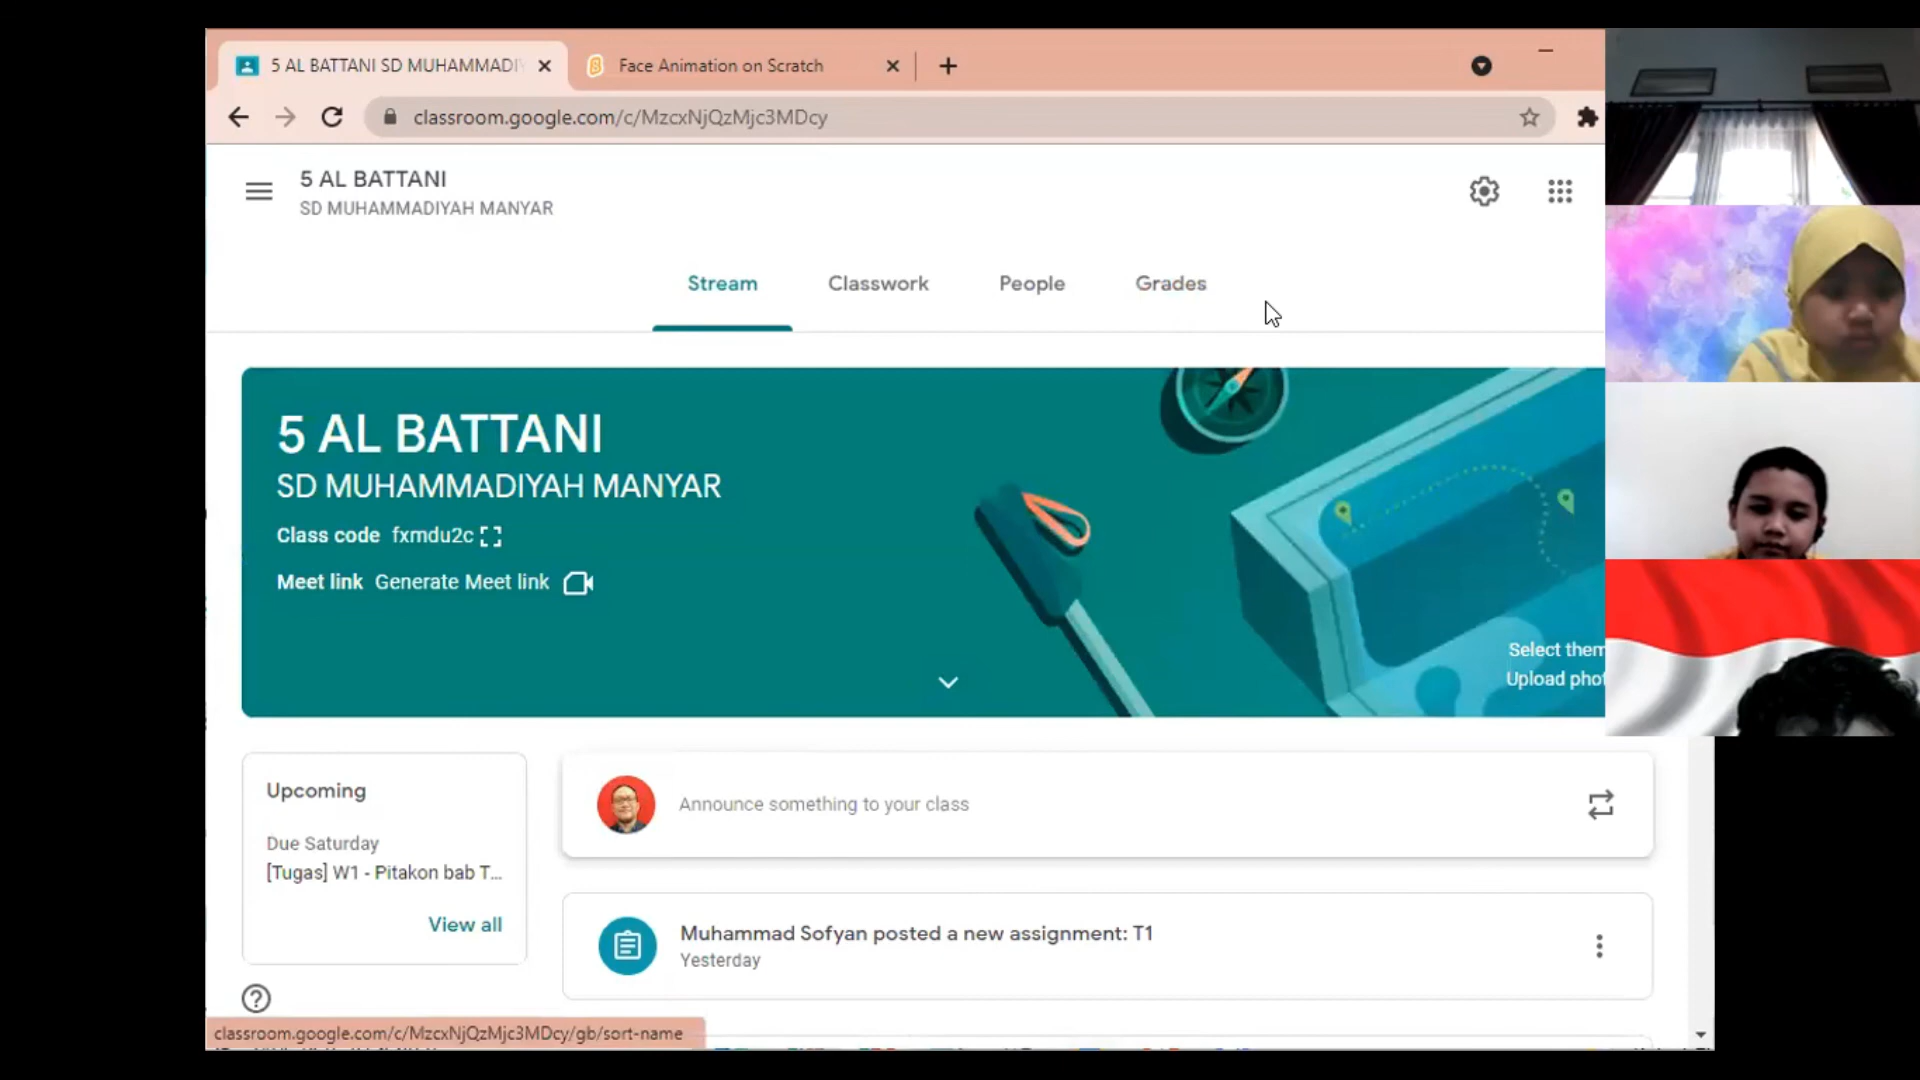 5 AL BATTANI SD MUHAMMADI
Face Animation on Scratch
classroom.google.com/c/MzcxNjQzMjc3MDcy
5 AL BATTANI
SD MUHAMMADIYAH MANYAR
Stream
Classwork
People
Grades
5 AL BATTANI
SD MUHAMMADIYAH MANYAR
Class code fxmdu2c
Meet link Generate Meet link
Select them
Upload phot
Upcoming
Due Saturday
[Tugas] W1 - Pitakon bab T...
View all
Announce something to your class
Muhammad Sofyan posted a new assignment: T1
Yesterday
classroom.google.com/c/MzcxNjQzMjc3MDcy/gb/sort-name